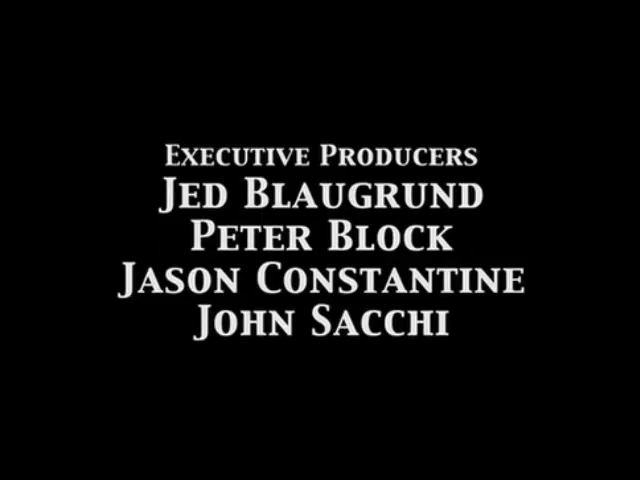 Executive Producers
Jed Blaugrund
Peter Block
Jason Constantine
John Sacchi